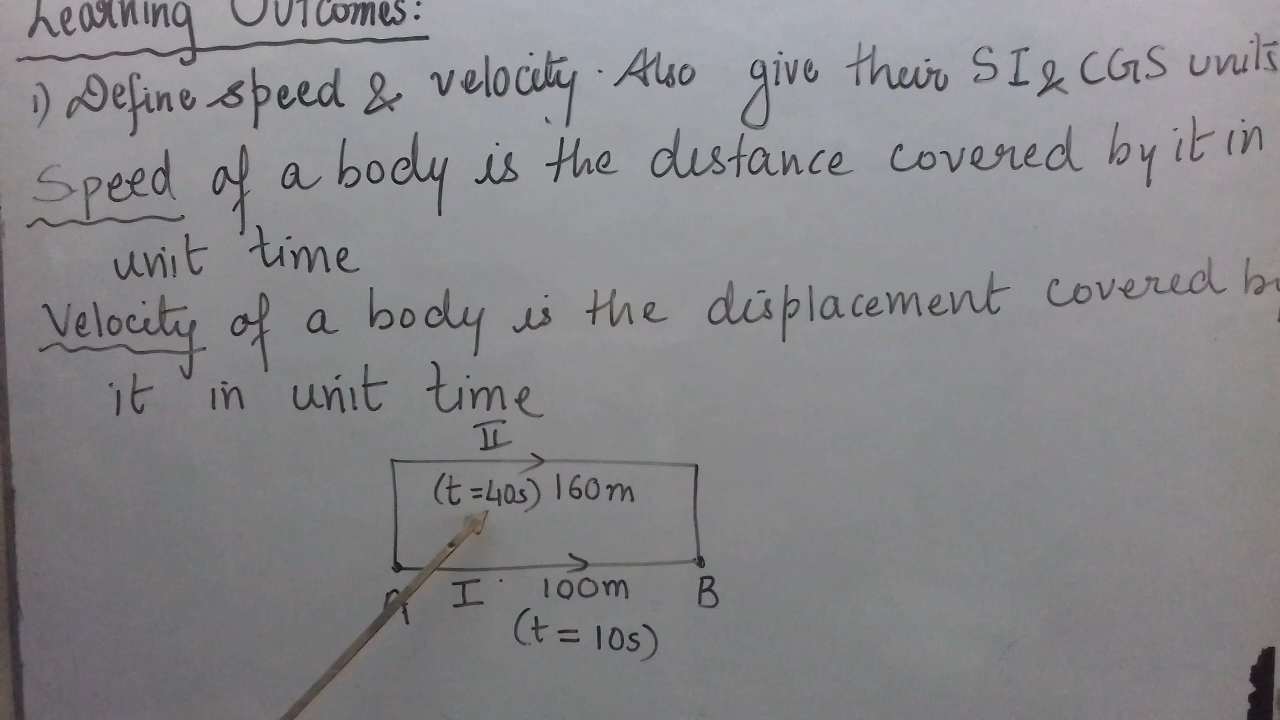 Learning Outcomes:
1) Define speed & velocity. Also give their SI & CGS units
Speed of a body is the distance covered by it in
unit time
Velocity of a body is the displacement covered by
it in unit time
II
(t = 40s) 160m
A I 100m B
(t = 10s)